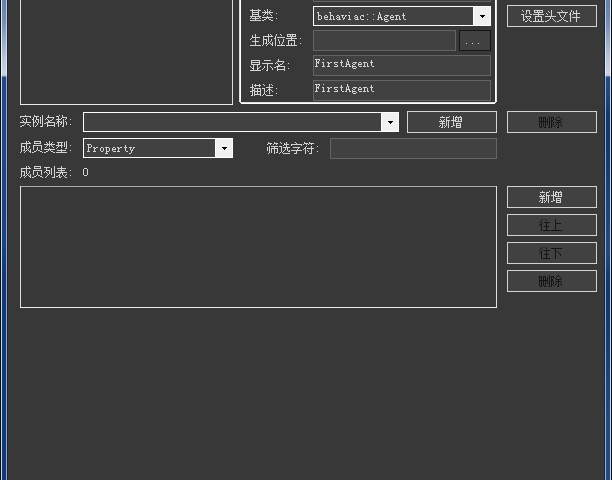 基类: behaviac::Agent 设置头文件
生成位置: ...
显示名: FirstAgent
描述: FirstAgent
实例名称: 新增 删除
成员类型: Property 筛选字符:
成员列表: 0
新增
往上
往下
删除